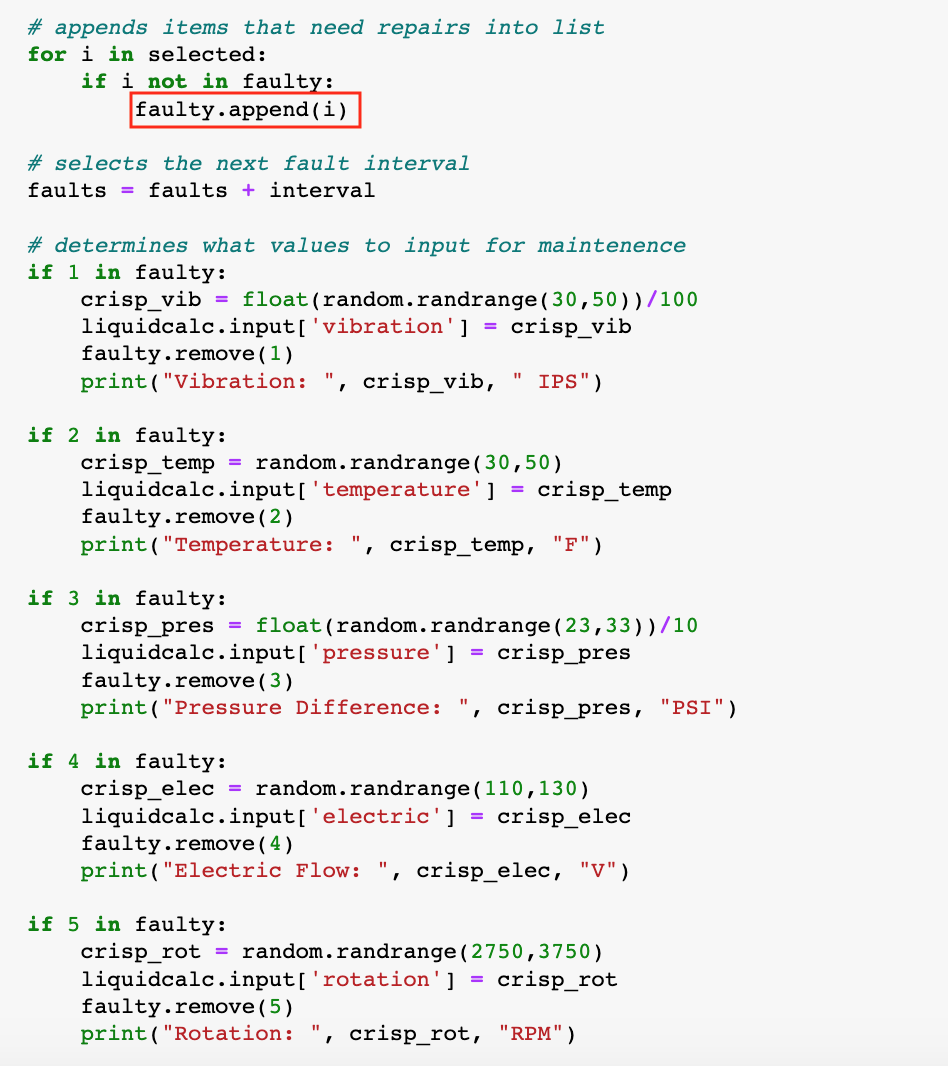 # appends items that need repairs into list
for i in selected:
    if i not in faulty:
        faulty.append(i)

# selects the next fault interval
faults = faults + interval

# determines what values to input for maintenence
if 1 in faulty:
    crisp_vib = float(random.randrange(30,50))/100
    liquidcalc.input['vibration'] = crisp_vib
    faulty.remove(1)
    print("Vibration: ", crisp_vib, " IPS")

if 2 in faulty:
    crisp_temp = random.randrange(30,50)
    liquidcalc.input['temperature'] = crisp_temp
    faulty.remove(2)
    print("Temperature: ", crisp_temp, "F")

if 3 in faulty:
    crisp_pres = float(random.randrange(23,33))/10
    liquidcalc.input['pressure'] = crisp_pres
    faulty.remove(3)
    print("Pressure Difference: ", crisp_pres, "PSI")

if 4 in faulty:
    crisp_elec = random.randrange(110,130)
    liquidcalc.input['electric'] = crisp_elec
    faulty.remove(4)
    print("Electric Flow: ", crisp_elec, "V")

if 5 in faulty:
    crisp_rot = random.randrange(2750,3750)
    liquidcalc.input['rotation'] = crisp_rot
    faulty.remove(5)
    print("Rotation: ", crisp_rot, "RPM")